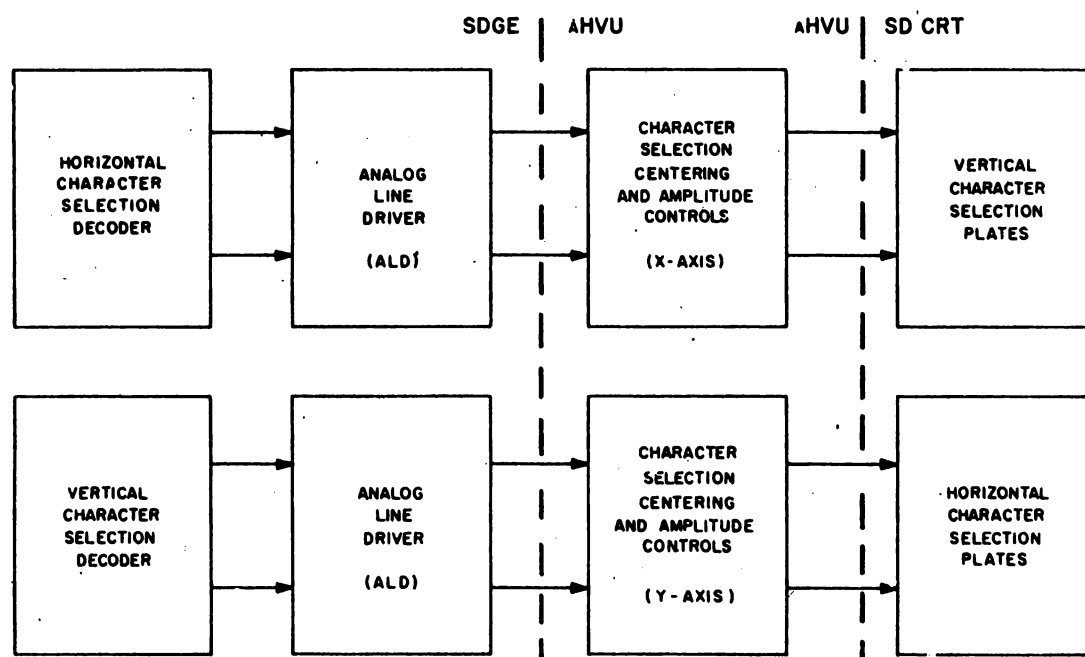 SDGE AHVU AHVU SD CRT
HORIZONTAL
CHARACTER
SELECTION
DECODER
ANALOG
LINE
DRIVER
(ALD)
CHARACTER
SELECTION
CENTERING
AND AMPLITUDE
CONTROLS
(X-AXIS)
VERTICAL
CHARACTER
SELECTION
PLATES
VERTICAL
CHARACTER
SELECTION
DECODER
ANALOG
LINE
DRIVER
(ALD)
CHARACTER
SELECTION
CENTERING
AND AMPLITUDE
CONTROLS
(Y-AXIS)
HORIZONTAL
CHARACTER
SELECTION
PLATES